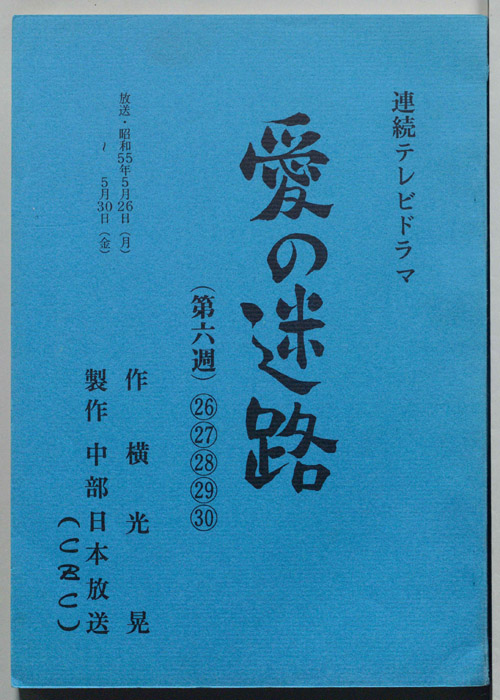 連続テレビドラマ
愛の迷路
（第六週）㉖㉗㉘㉙㉚
作 横光 晃
製作 中部日本放送
（CBC）
放送・昭和55年5月26日（月）
～5月30日（金）